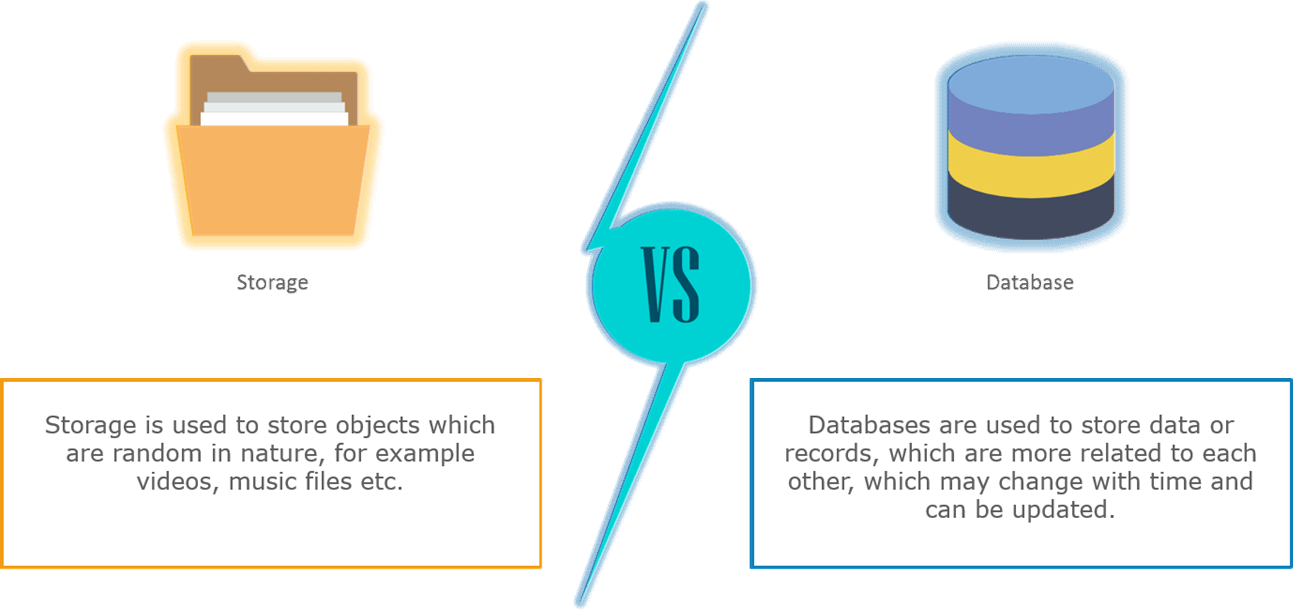 VS
Storage
Database
Storage is used to store objects which
are random in nature, for example
videos, music files etc.
Databases are used to store data or
records, which are more related to each
other, which may change with time and
can be updated.